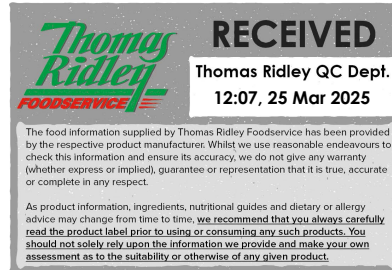 Thomas
Ridley
FOODSERVICE
RECEIVED
Thomas Ridley QC Dept.
12:07, 25 Mar 2025
The food information supplied by Thomas Ridley Foodservice has been provided
by the respective product manufacturer. Whilst we use reasonable endeavours to
check this information and ensure its accuracy, we do not give any warranty
(whether express or implied), guarantee or representation that it is true, accurate
or complete in any respect.
As product information, ingredients, nutritional guides and dietary or allergy
advice may change from time to time, we recommend that you always carefully
read the product label prior to using or consuming any such products. You
should not solely rely upon the information we provide and make your own
assessment as to the suitability or otherwise of any given product.